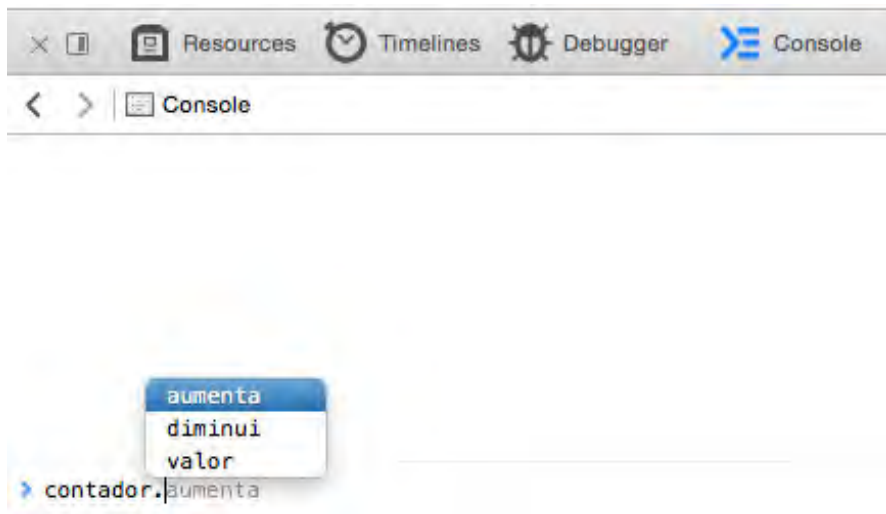 Resources Timelines Debugger Console
Console
aumenta
diminui
valor
> contador.aumenta